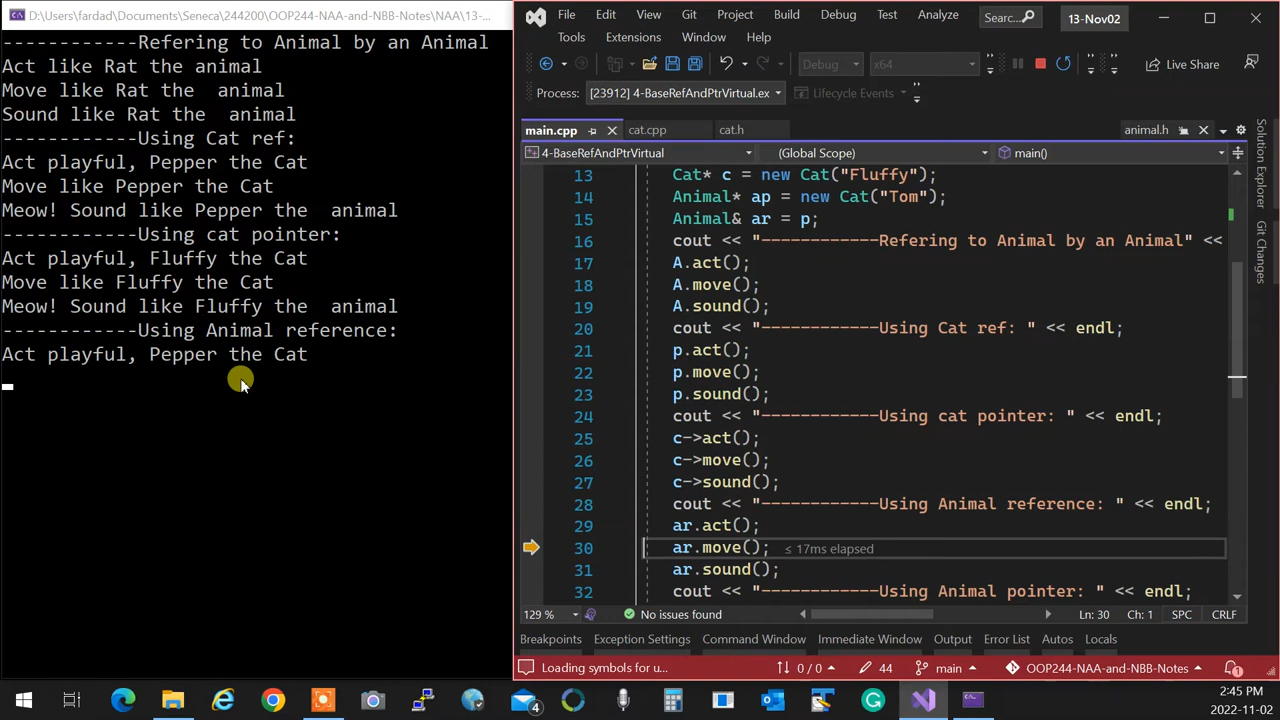 D:\Users\fardad\Documents\Seneca\244200\OOP244-NAA-and-NBB-Notes\NAA\13-...
------------Refering to Animal by an Animal
Act like Rat the animal
Move like Rat the  animal
Sound like Rat the  animal
------------Using Cat ref:
Act playful, Pepper the Cat
Move like Pepper the Cat
Meow! Sound like Pepper the  animal
------------Using cat pointer:
Act playful, Fluffy the Cat
Move like Fluffy the Cat
Meow! Sound like Fluffy the  animal
------------Using Animal reference:
Act playful, Pepper the Cat
File Edit View Git Project Build Debug Test Analyze
Tools Extensions Window Help
Searc...
13-Nov02
Debug x64 Live Share
Process: [23912] 4-BaseRefAndPtrVirtual.ex Lifecycle Events
main.cpp cat.cpp cat.h animal.h
4-BaseRefAndPtrVirtual (Global Scope) main()
13 Cat* c = new Cat("Fluffy");
14 Animal* ap = new Cat("Tom");
15 Animal& ar = p;
16 cout << "------------Refering to Animal by an Animal" <<
17 A.act();
18 A.move();
19 A.sound();
20 cout << "------------Using Cat ref: " << endl;
21 p.act();
22 p.move();
23 p.sound();
24 cout << "------------Using cat pointer: " << endl;
25 c->act();
26 c->move();
27 c->sound();
28 cout << "------------Using Animal reference: " << endl;
29 ar.act();
30 ar.move(); ≤ 17ms elapsed
31 ar.sound();
32 cout << "------------Using Animal pointer: " << endl;
Solution Explorer
Git Changes
129 % No issues found Ln: 30 Ch: 1 SPC CRLF
Breakpoints Exception Settings Command Window Immediate Window Output Error List Autos Locals
Loading symbols for u... 0 / 0 44 main OOP244-NAA-and-NBB-Notes 1
4
2:45 PM
2022-11-02